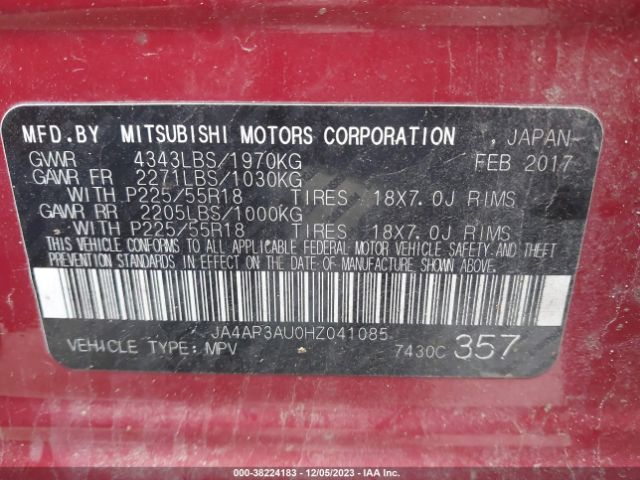 MFD.BY MITSUBISHI MOTORS CORPORATION , JAPAN
GVWR 4343LBS/1970KG FEB 2017
GAWR FR 2271LBS/1030KG
WITH P225/55R18 TIRES 18X7.0J RIMS
GAWR RR 2205LBS/1000KG
WITH P225/55R18 TIRES 18X7.0J RIMS
THIS VEHICLE CONFORMS TO ALL APPLICABLE FEDERAL MOTOR VEHICLE SAFETY AND THEFT
PREVENTION STANDARDS IN EFFECT ON THE DATE OF MANUFACTURE SHOWN ABOVE.
JA4AP3AU0HZ041085
VEHICLE TYPE: MPV 7430C 357
000-38224183 - 12/05/2023 - IAA Inc.